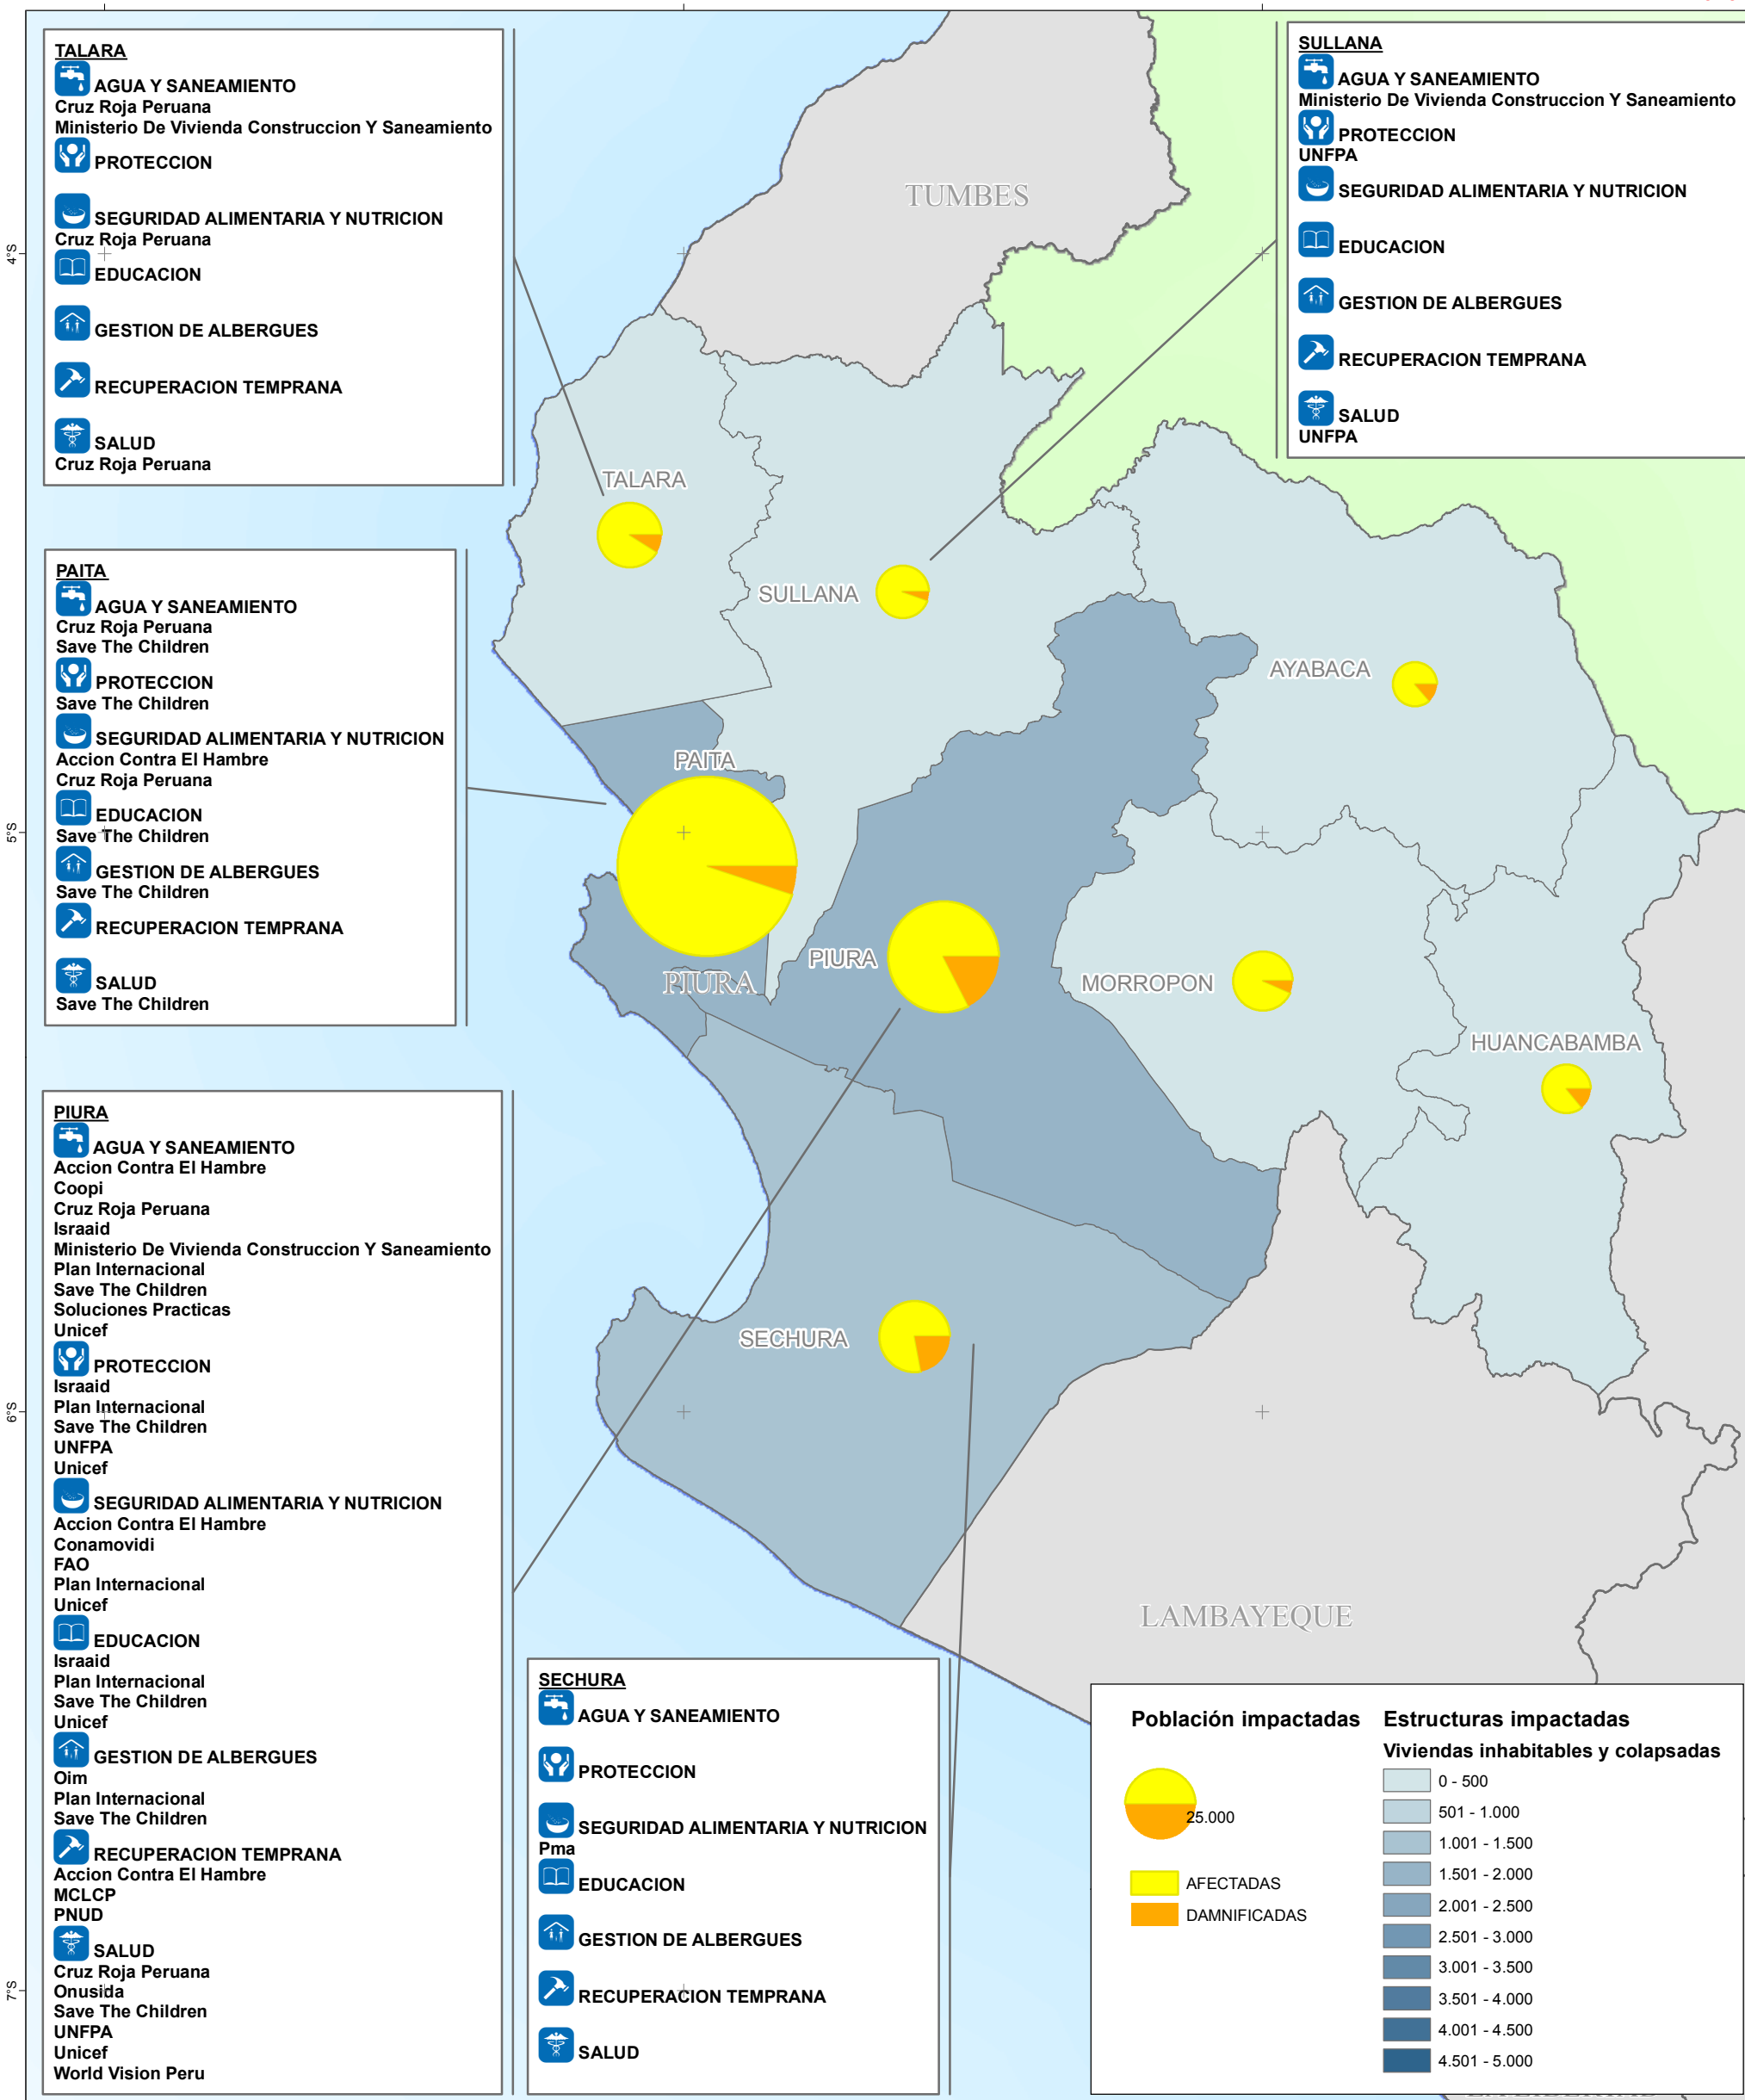 TALARA
AGUA Y SANEAMIENTO
Cruz Roja Peruana
Ministerio De Vivienda Construccion Y Saneamiento
PROTECCION
SEGURIDAD ALIMENTARIA Y NUTRICION
Cruz Roja Peruana
EDUCACION
GESTION DE ALBERGUES
RECUPERACION TEMPRANA
SALUD
Cruz Roja Peruana
SULLANA
AGUA Y SANEAMIENTO
Ministerio De Vivienda Construccion Y Saneamiento
PROTECCION
UNFPA
SEGURIDAD ALIMENTARIA Y NUTRICION
EDUCACION
GESTION DE ALBERGUES
RECUPERACION TEMPRANA
SALUD
UNFPA
PAITA
AGUA Y SANEAMIENTO
Cruz Roja Peruana
Save The Children
PROTECCION
Save The Children
SEGURIDAD ALIMENTARIA Y NUTRICION
Accion Contra El Hambre
Cruz Roja Peruana
EDUCACION
Save The Children
GESTION DE ALBERGUES
Save The Children
RECUPERACION TEMPRANA
SALUD
Save The Children
PIURA
AGUA Y SANEAMIENTO
Accion Contra El Hambre
Coopi
Cruz Roja Peruana
Israaid
Ministerio De Vivienda Construccion Y Saneamiento
Plan Internacional
Save The Children
Soluciones Practicas
Unicef
PROTECCION
Israaid
Plan Internacional
Save The Children
UNFPA
Unicef
SEGURIDAD ALIMENTARIA Y NUTRICION
Accion Contra El Hambre
Conamovidi
FAO
Plan Internacional
Unicef
EDUCACION
Israaid
Plan Internacional
Save The Children
Unicef
GESTION DE ALBERGUES
Oim
Plan Internacional
Save The Children
RECUPERACION TEMPRANA
Accion Contra El Hambre
MCLCP
PNUD
SALUD
Cruz Roja Peruana
Onusida
Save The Children
UNFPA
Unicef
World Vision Peru
SECHURA
AGUA Y SANEAMIENTO
PROTECCION
SEGURIDAD ALIMENTARIA Y NUTRICION
Pma
EDUCACION
GESTION DE ALBERGUES
RECUPERACION TEMPRANA
SALUD
TUMBES
TALARA
SULLANA
AYABACA
PAITA
PIURA
PIURA
MORROPON
HUANCABAMBA
SECHURA
LAMBAYEQUE
4°S
5°S
6°S
7°S
Población impactadas
25.000
AFECTADAS
DAMNIFICADAS
Estructuras impactadas
Viviendas inhabitables y colapsadas
0 - 500
501 - 1.000
1.001 - 1.500
1.501 - 2.000
2.001 - 2.500
2.501 - 3.000
3.001 - 3.500
3.501 - 4.000
4.001 - 4.500
4.501 - 5.000